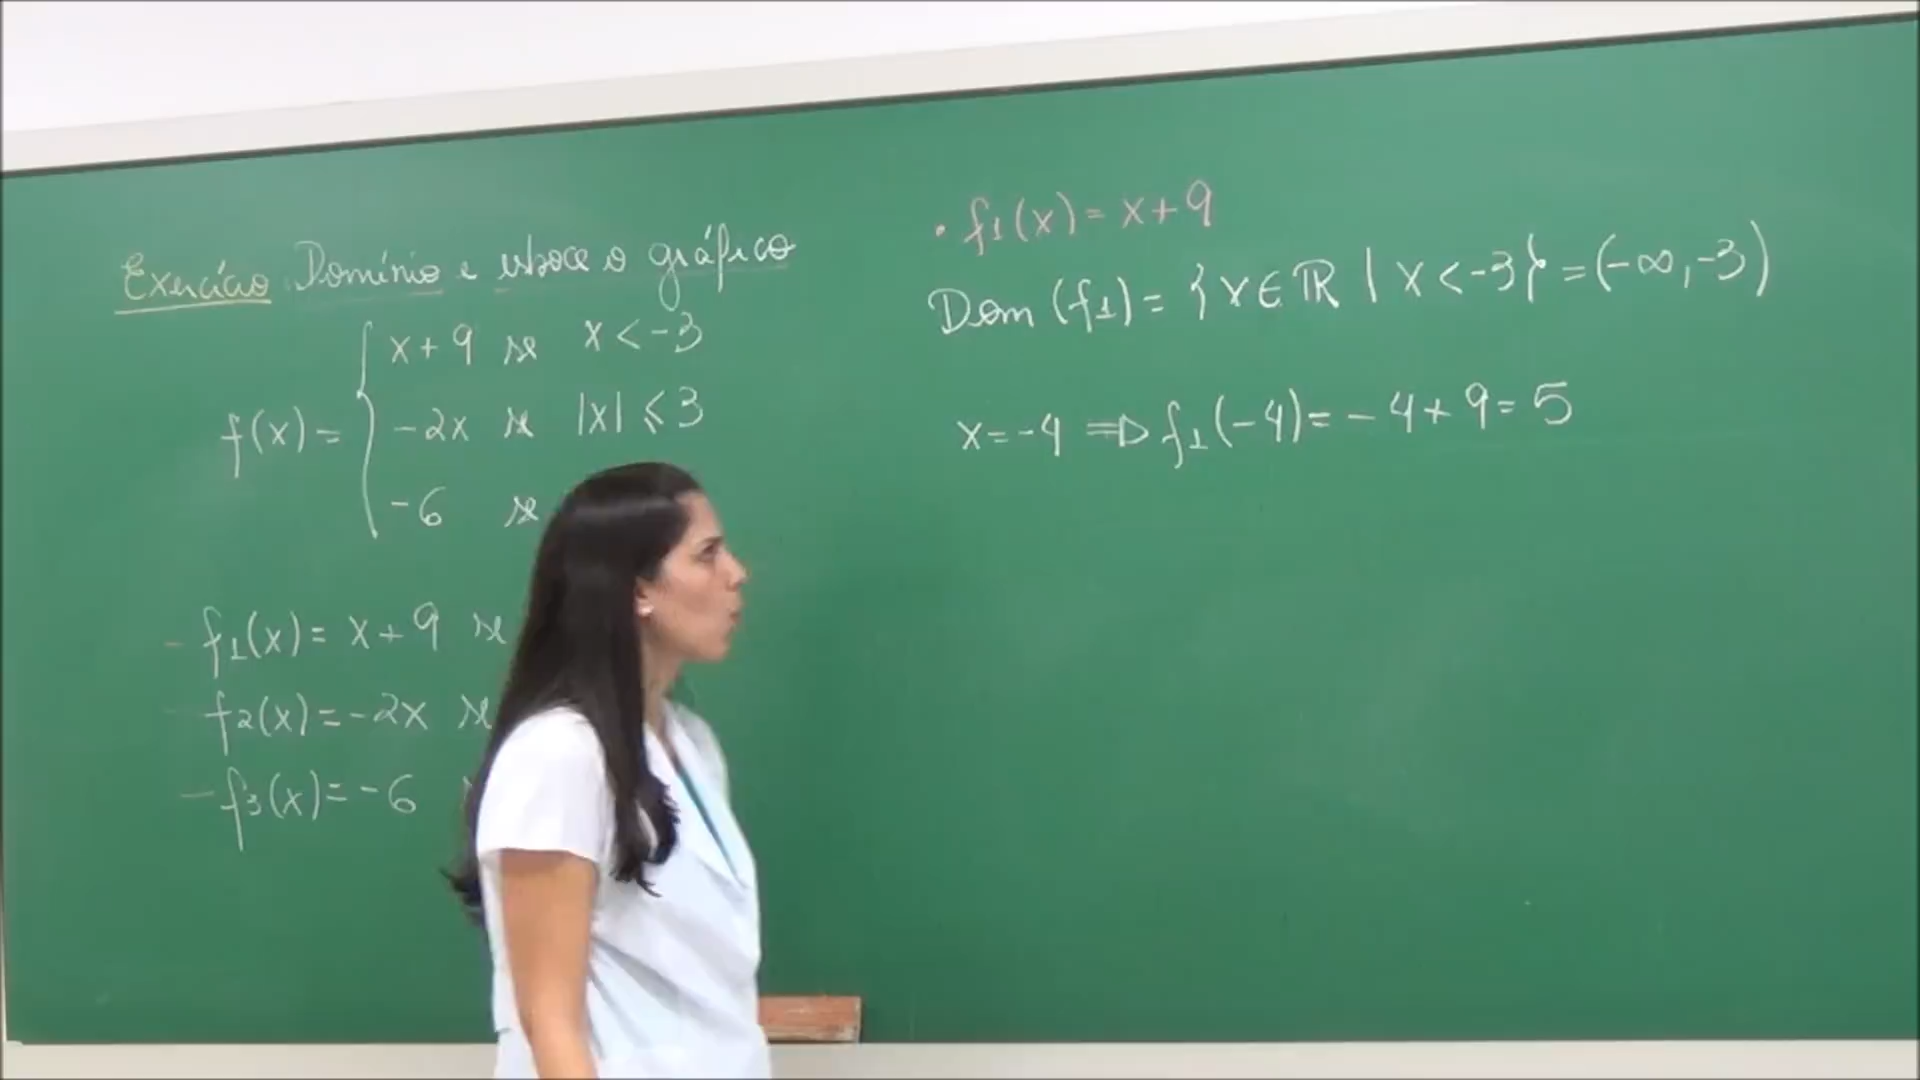 Exercício Domínio e esboce o gráfico
f(x) = { x + 9 se x < -3
-2x se |x| ⩽ 3
-6 se
- f1(x) = x + 9 se
- f2(x) = -2x se
- f3(x) = -6
• f1(x) = x + 9
Dom (f1) = { x ∈ ℝ | x < -3} = (-∞, -3)
x = -4 ⇒ f1(-4) = -4 + 9 = 5